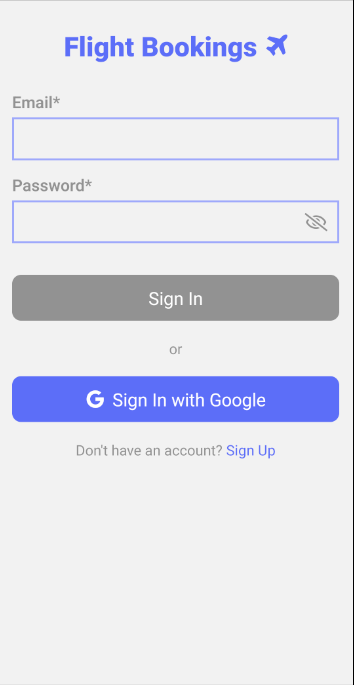 Flight Bookings
Email*
Password*
Sign In
or
Sign In with Google
Don't have an account? Sign Up